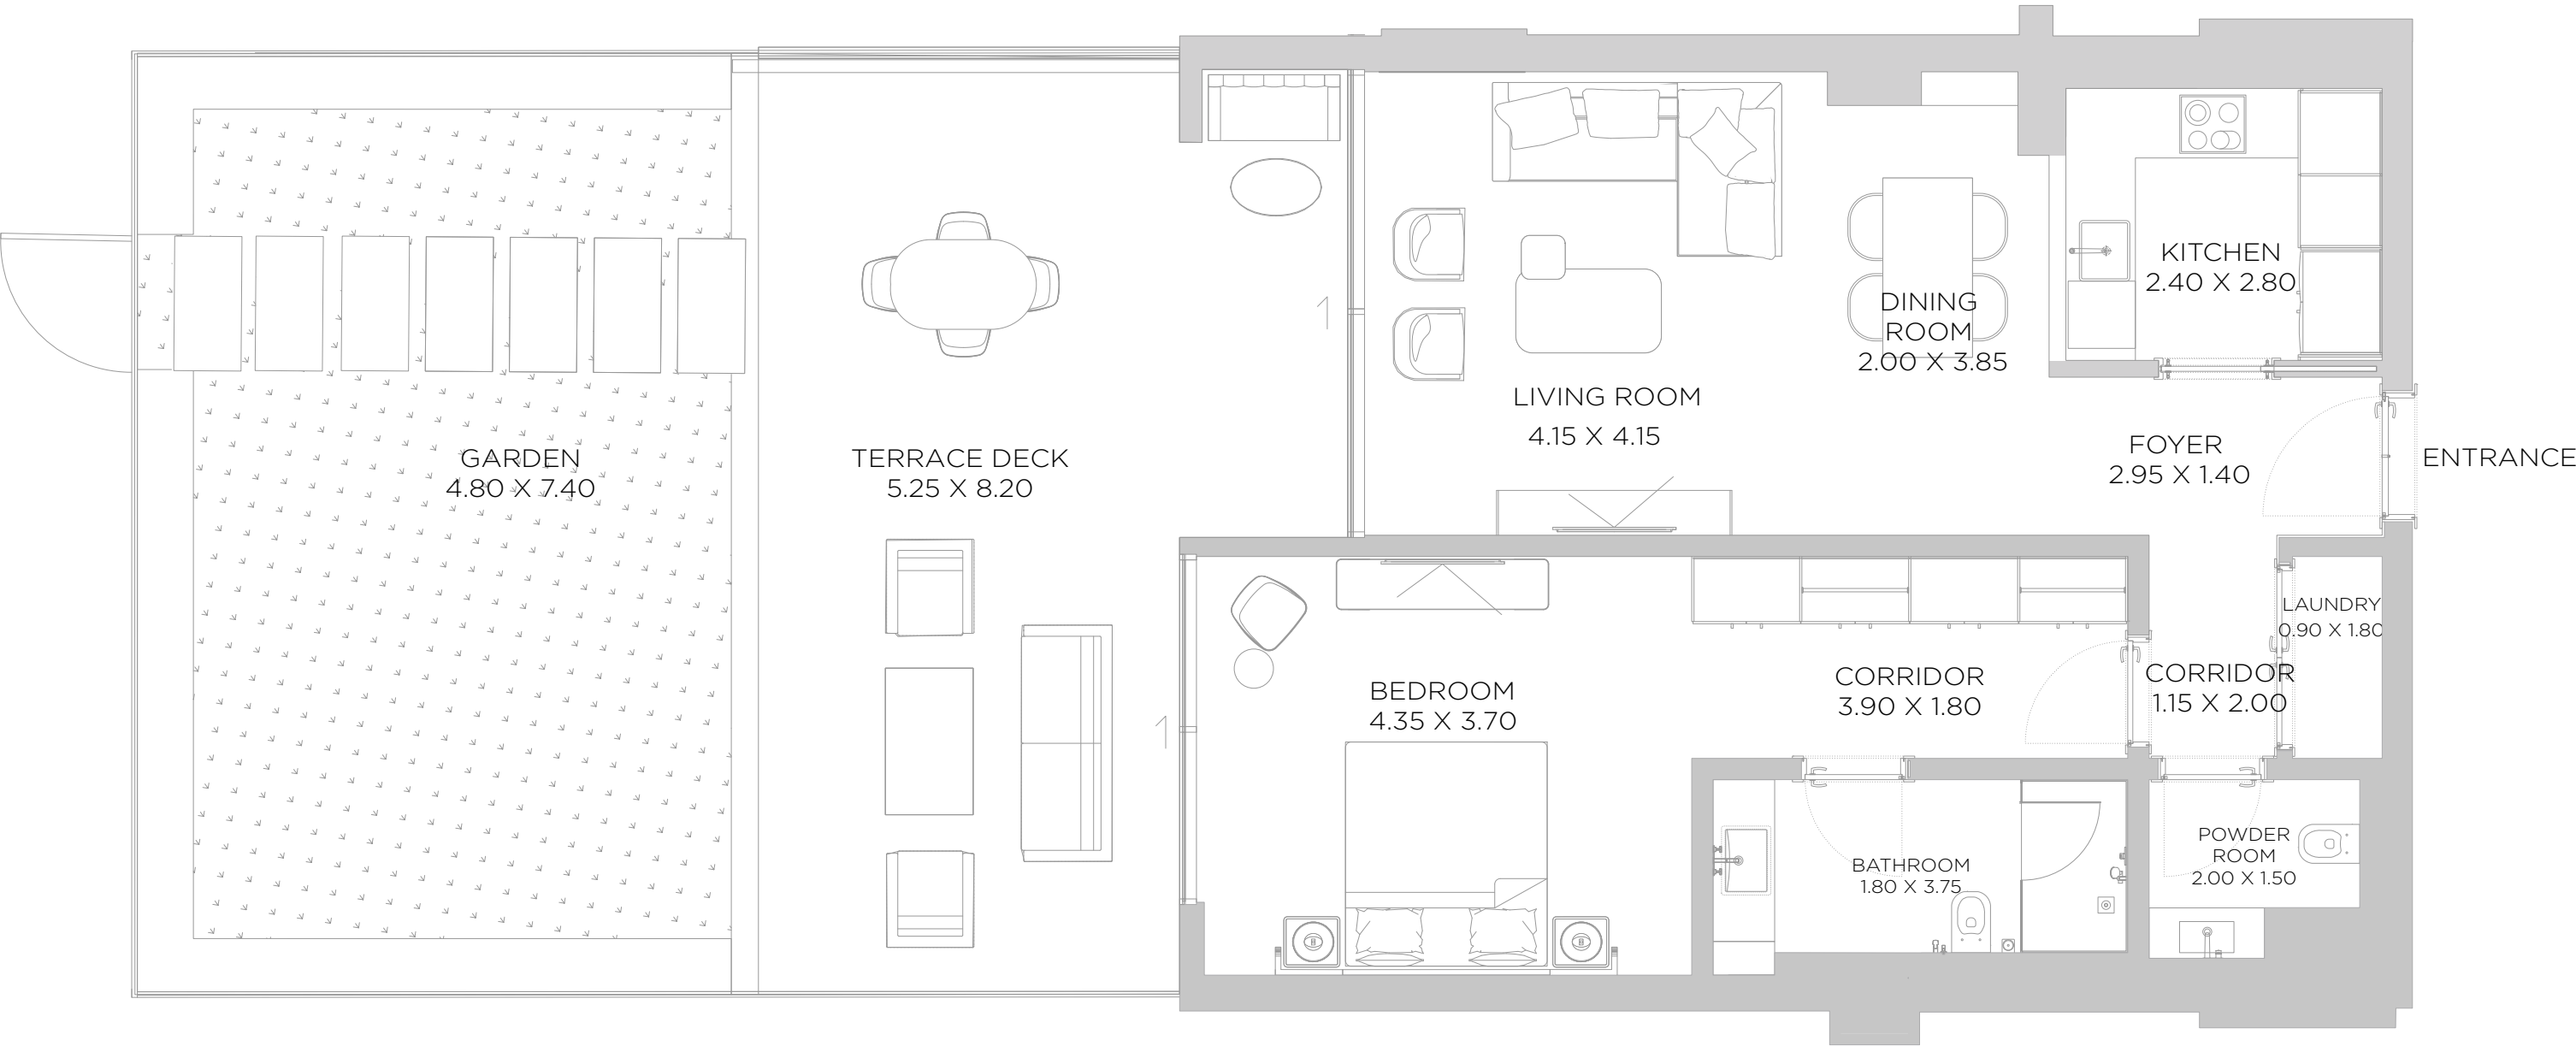 KITCHEN
2.40 X 2.80
DINING
ROOM
2.00 X 3.85
LIVING ROOM
4.15 X 4.15
FOYER
2.95 X 1.40
ENTRANCE
GARDEN
4.80 X 7.40
TERRACE DECK
5.25 X 8.20
LAUNDRY
0.90 X 1.80
BEDROOM
4.35 X 3.70
CORRIDOR
3.90 X 1.80
CORRIDOR
1.15 X 2.00
BATHROOM
1.80 X 3.75
POWDER
ROOM
2.00 X 1.50